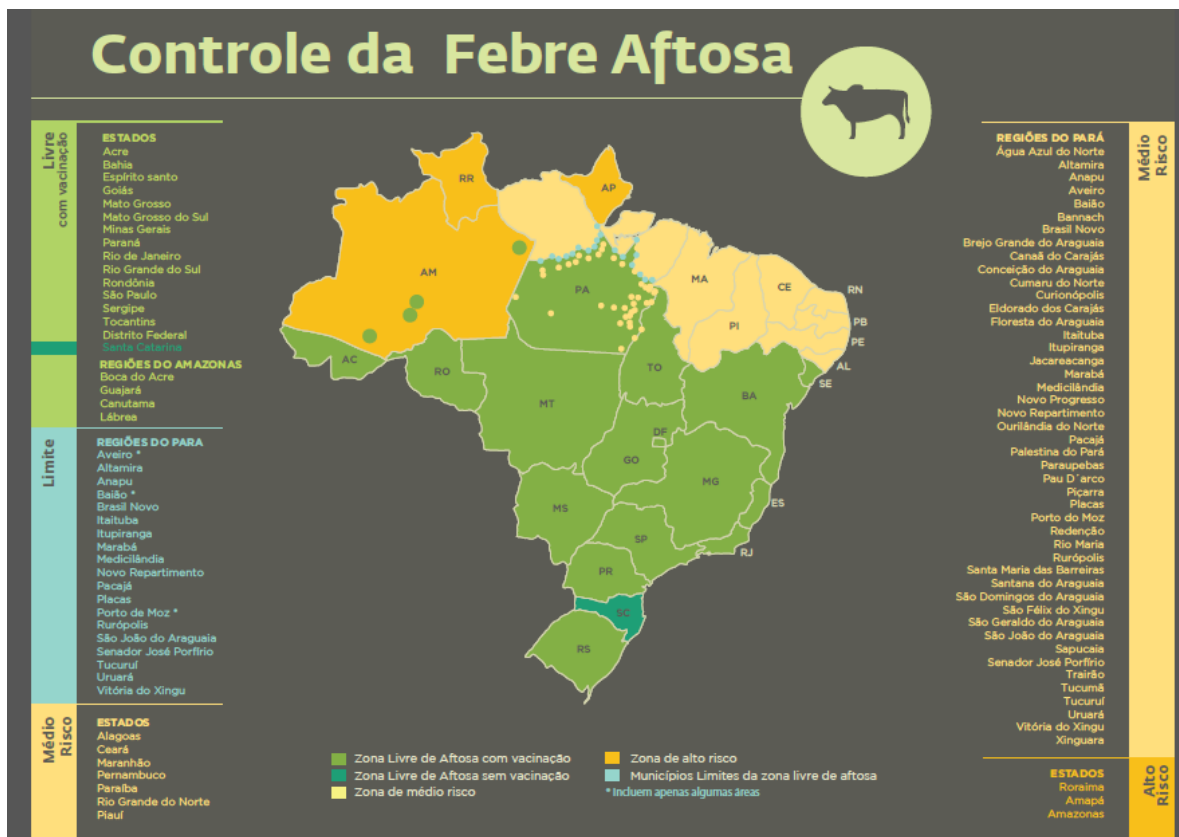 Controle da Febre Aftosa
Livre
com vacinação
ESTADOS
Acre
Bahia
Espírito santo
Goiás
Mato Grosso
Mato Grosso do Sul
Minas Gerais
Paraná
Rio de Janeiro
Rio Grande do Sul
Rondônia
São Paulo
Sergipe
Tocantins
Distrito Federal
Santa Catarina
REGIÕES DO AMAZONAS
Boca do Acre
Guajará
Canutama
Lábrea
Limite
REGIÕES DO PARA
Aveiro *
Altamira
Anapu
Baião *
Brasil Novo
Itaituba
Itupiranga
Marabá
Medicilândia
Novo Repartimento
Pacajá
Placas
Porto de Moz *
Rurópolis
São João do Araguaia
Senador José Porfírio
Tucuruí
Uruará
Vitória do Xingu
Médio
Risco
ESTADOS
Alagoas
Ceará
Maranhão
Pernambuco
Paraíba
Rio Grande do Norte
Piauí
RR
AP
AM
PA
MA
CE
RN
PB
PE
AL
SE
PI
AC
RO
TO
BA
MT
DF
GO
MG
ES
MS
SP
RJ
PR
SC
RS
Zona Livre de Aftosa com vacinação
Zona Livre de Aftosa sem vacinação
Zona de médio risco
Zona de alto risco
Municípios Limites da zona livre de aftosa
* Incluem apenas algumas áreas
Médio
Risco
REGIÕES DO PARÁ
Água Azul do Norte
Altamira
Anapu
Aveiro
Baião
Bannach
Brasil Novo
Brejo Grande do Araguaia
Canaã do Carajás
Conceição do Araguaia
Cumaru do Norte
Curionópolis
Eldorado dos Carajás
Floresta do Araguaia
Itaituba
Itupiranga
Jacareacanga
Marabá
Medicilândia
Novo Progresso
Novo Repartimento
Ourilândia do Norte
Pacajá
Palestina do Pará
Paraupebas
Pau D´arco
Piçarra
Placas
Porto do Moz
Redenção
Rio Maria
Rurópolis
Santa Maria das Barreiras
Santana do Araguaia
São Domingos do Araguaia
São Félix do Xingu
São Geraldo do Araguaia
São João do Araguaia
Sapucaia
Senador José Porfírio
Trairão
Tucumã
Tucuruí
Uruará
Vitória do Xingu
Xinguara
Alto
Risco
ESTADOS
Roraima
Amapá
Amazonas